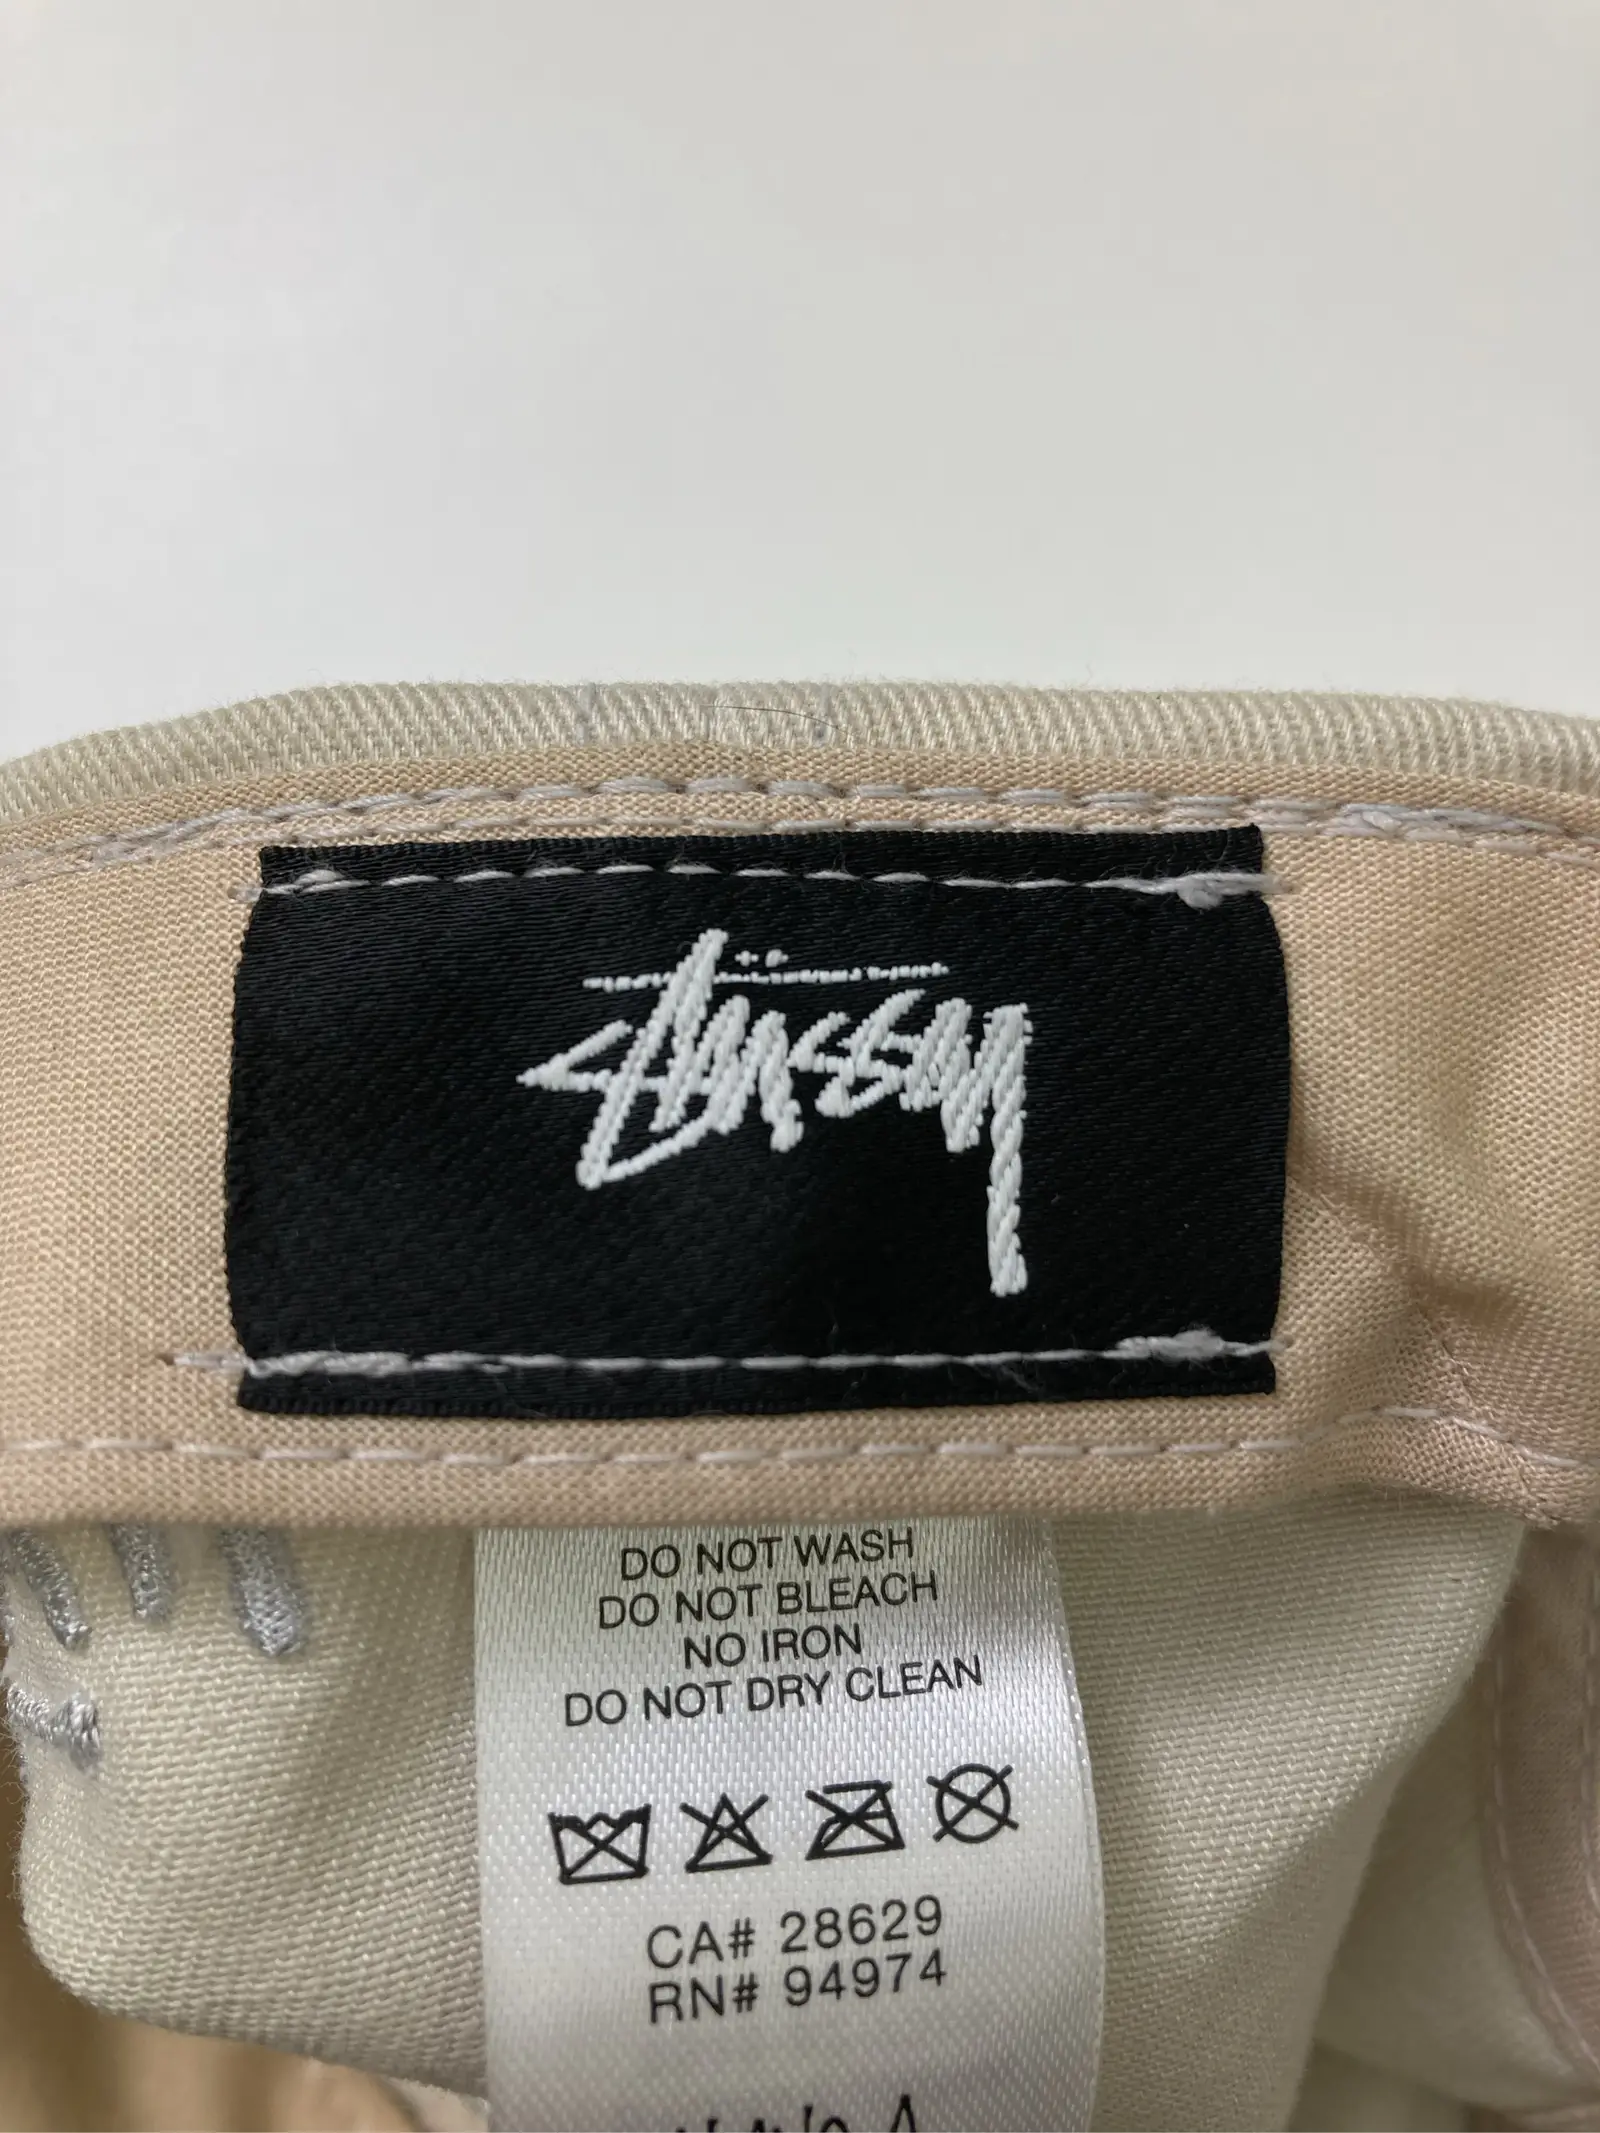 Stüssy
DO NOT WASH
DO NOT BLEACH
NO IRON
DO NOT DRY CLEAN
CA# 28629
RN# 94974